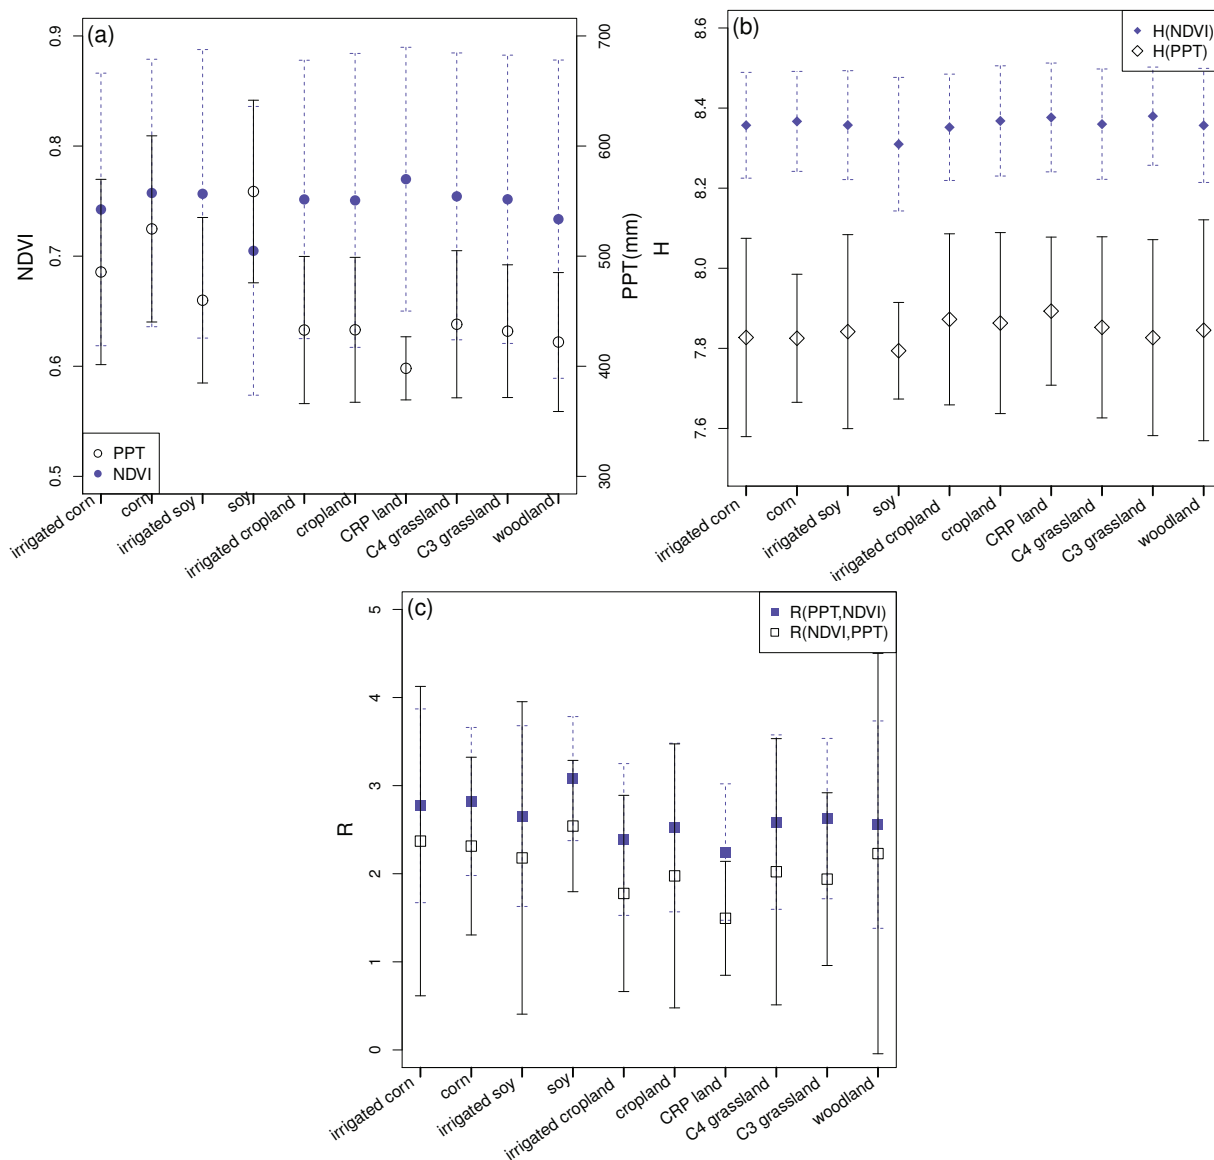 (a)
NDVI
0.5
0.6
0.7
0.8
0.9
PPT(mm)
300
400
500
600
700
PPT
NDVI
irrigated corn
corn
irrigated soy
soy
irrigated cropland
cropland
CRP land
C4 grassland
C3 grassland
woodland
(b)
H
7.6
7.8
8.0
8.2
8.4
8.6
H(NDVI)
H(PPT)
irrigated corn
corn
irrigated soy
soy
irrigated cropland
cropland
CRP land
C4 grassland
C3 grassland
woodland
(c)
R
0
1
2
3
4
5
R(PPT,NDVI)
R(NDVI,PPT)
irrigated corn
corn
irrigated soy
soy
irrigated cropland
cropland
CRP land
C4 grassland
C3 grassland
woodland